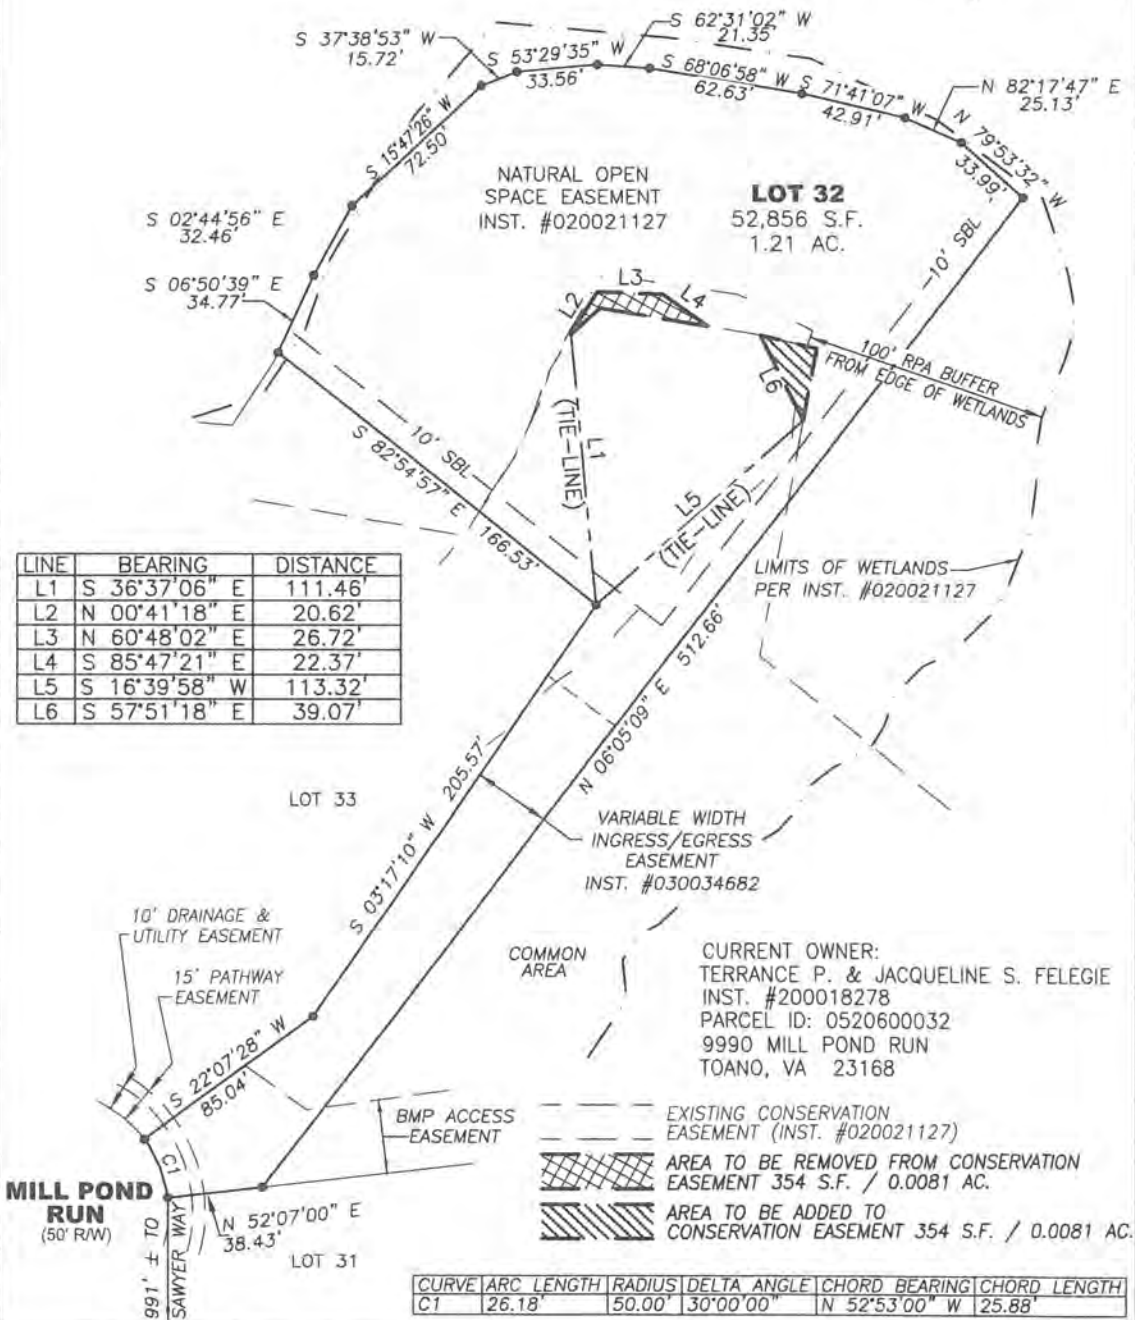 S 62°31'02" W
21.35'
S 37°38'53" W
15.72'
S 53°29'35" W
33.56'
S 68°06'58" W
62.63'
S 71°41'07" W
42.91'
N 82°17'47" E
25.13'
N 79°53'32" W
33.99'
S 15°47'26" W
72.50'
NATURAL OPEN
SPACE EASEMENT
INST. #020021127
LOT 32
52,856 S.F.
1.21 AC.
S 02°44'56" E
32.46'
10' SBL
S 06°50'39" E
34.77'
L3
L2
L4
100' RPA BUFFER
FROM EDGE OF WETLANDS
L6
10' SBL
L1
(TIE-LINE)
S 82°54'57" E 166.53'
L5
(TIE-LINE)
LINE BEARING DISTANCE
L1 S 36°37'06" E 111.46'
L2 N 00°41'18" E 20.62'
L3 N 60°48'02" E 26.72'
L4 S 85°47'21" E 22.37'
L5 S 16°39'58" W 113.32'
L6 S 57°51'18" E 39.07'
LIMITS OF WETLANDS
PER INST. #020021127
N 06°05'09" E 512.66'
S 03°17'10" W 205.57'
LOT 33
VARIABLE WIDTH
INGRESS/EGRESS
EASEMENT
INST. #030034682
10' DRAINAGE &
UTILITY EASEMENT
15' PATHWAY
EASEMENT
COMMON
AREA
CURRENT OWNER:
TERRANCE P. & JACQUELINE S. FELEGIE
INST. #200018278
PARCEL ID: 0520600032
9990 MILL POND RUN
TOANO, VA 23168
S 22°07'28" W
85.04'
BMP ACCESS
EASEMENT
EXISTING CONSERVATION
EASEMENT (INST. #020021127)
AREA TO BE REMOVED FROM CONSERVATION
EASEMENT 354 S.F. / 0.0081 AC.
AREA TO BE ADDED TO
CONSERVATION EASEMENT 354 S.F. / 0.0081 AC.
C1
MILL POND
RUN
(50' R/W)
N 52°07'00" E
38.43'
LOT 31
991' ± TO
SAWYER WAY
CURVE ARC LENGTH RADIUS DELTA ANGLE CHORD BEARING CHORD LENGTH
C1 26.18' 50.00' 30°00'00" N 52°53'00" W 25.88'